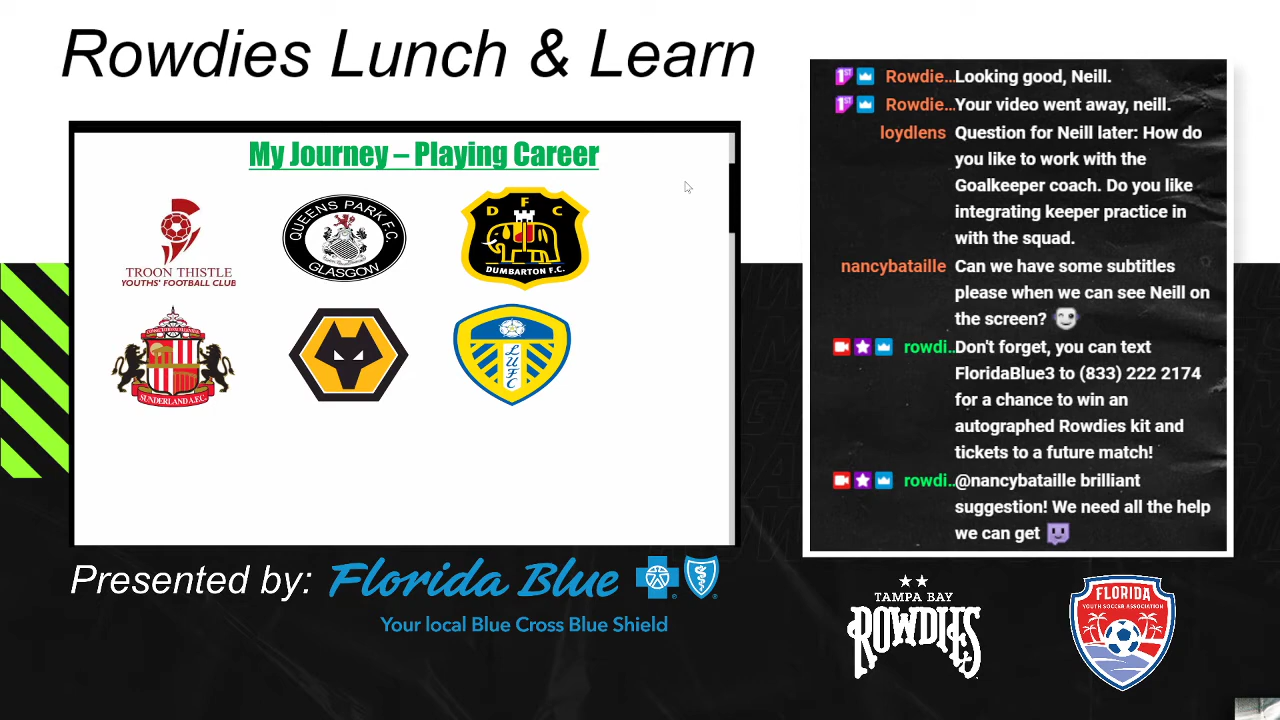 Rowdies Lunch & Learn
My Journey – Playing Career
TROON THISTLE
YOUTHS' FOOTBALL CLUB
QUEENS PARK F.C.
GLASGOW
D F C
DUMBARTON F.C.
SUNDERLAND A.F.C.
LUFC
Rowdie... Looking good, Neill.
Rowdie... Your video went away, neill.
loydlens Question for Neill later: How do
you like to work with the
Goalkeeper coach. Do you like
integrating keeper practice in
with the squad.
nancybataille Can we have some subtitles
please when we can see Neill on
the screen?
rowdi.. Don't forget, you can text
FloridaBlue3 to (833) 222 2174
for a chance to win an
autographed Rowdies kit and
tickets to a future match!
rowdi.. @nancybataille brilliant
suggestion! We need all the help
we can get
Presented by: Florida Blue
Your local Blue Cross Blue Shield
TAMPA BAY
ROWDIES
FLORIDA
YOUTH SOCCER ASSOCIATION